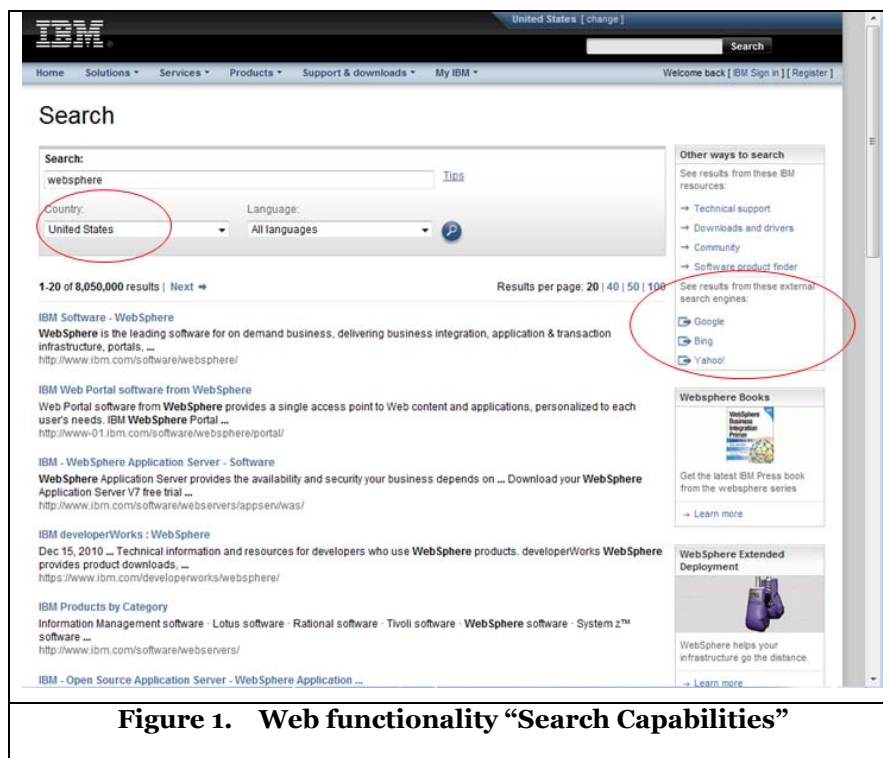 United States [ change ]
IBM
Search
Home Solutions Services Products Support & downloads My IBM Welcome back [ IBM Sign in ] [ Register ]
Search
Search:
websphere
Tips
Country: Language:
United States All languages
1-20 of 8,050,000 results | Next Results per page: 20 | 40 | 50 | 100
IBM Software - WebSphere
WebSphere is the leading software for on demand business, delivering business integration, application & transaction
infrastructure, portals, ...
http://www.ibm.com/software/websphere/
IBM Web Portal software from WebSphere
Web Portal software from WebSphere provides a single access point to Web content and applications, personalized to each
user's needs. IBM WebSphere Portal ...
http://www-01.ibm.com/software/websphere/portal/
IBM - WebSphere Application Server - Software
WebSphere Application Server provides the availability and security your business depends on ... Download your WebSphere
Application Server V7 free trial ...
http://www.ibm.com/software/webservers/appserv/was/
IBM developerWorks : WebSphere
Dec 15, 2010 ... Technical information and resources for developers who use WebSphere products. developerWorks WebSphere
provides product downloads, ...
https://www.ibm.com/developerworks/websphere/
IBM Products by Category
Information Management software · Lotus software · Rational software · Tivoli software · WebSphere software · System z™
software ...
http://www.ibm.com/software/webservers/
IBM - Open Source Application Server - WebSphere Application ...
Other ways to search
See results from these IBM
resources:
→ Technical support
→ Downloads and drivers
→ Community
→ Software product finder
See results from these external
search engines:
Google
Bing
Yahoo!
Websphere Books
WebSphere
Business
Integration
Primer
Get the latest IBM Press book
from the websphere series
→ Learn more
WebSphere Extended
Deployment
WebSphere helps your
infrastructure go the distance.
→ Learn more
Figure 1. Web functionality “Search Capabilities”